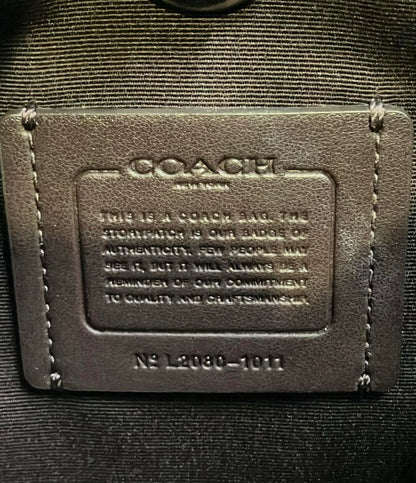 COACH
NEW YORK
THIS IS A COACH BAG. THE
STORYPATCH IS OUR BADGE OF
AUTHENTICITY. FEW PEOPLE MAY
SEE IT, BUT IT WILL ALWAYS BE A
REMINDER OF OUR COMMITMENT
TO QUALITY AND CRAFTSMANSHIP.
Nº L2080-1011